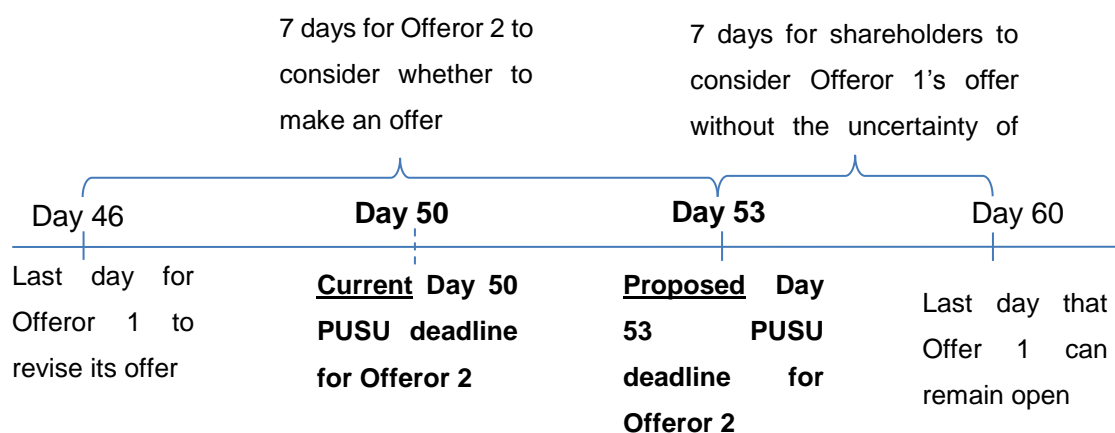 7 days for Offeror 2 to
consider whether to
make an offer
7 days for shareholders to
consider Offeror 1’s offer
without the uncertainty of
Day 46
Day 50
Day 53
Day 60
Last day for
Offeror 1 to
revise its offer
Current Day 50
PUSU deadline
for Offeror 2
Proposed Day
53 PUSU
deadline for
Offeror 2
Last day that
Offer 1 can
remain open